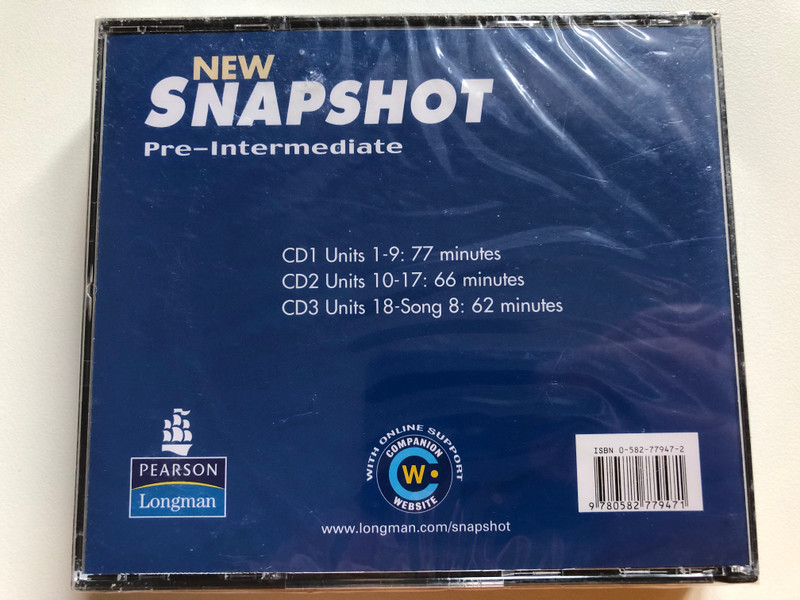 NEW
SNAPSHOT
Pre-Intermediate
CD1 Units 1-9: 77 minutes
CD2 Units 10-17: 66 minutes
CD3 Units 18-Song 8: 62 minutes
PEARSON
Longman
WITH ONLINE SUPPORT
COMPANION
W
WEBSITE
www.longman.com/snapshot
ISBN 0-582-77947-2
9 780582 779471